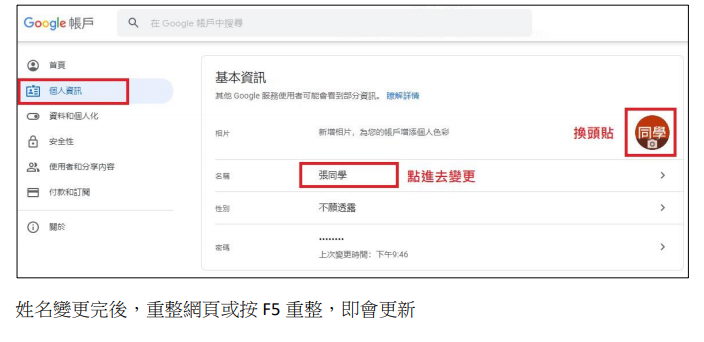 Google 帳戶
在 Google 帳戶中搜尋
首頁
個人資訊
資料和個人化
安全性
使用者和分享內容
付款和訂閱
關於
基本資訊
其他 Google 服務使用者可能會看到部分資訊。 瞭解詳情
相片 新增相片，為您的帳戶增添個人色彩 換頭貼 同學
名稱 張同學 點進去變更
性別 不願透露
密碼 ••••••••
上次變更時間：下午9:46
姓名變更完後，重整網頁或按 F5 重整，即會更新